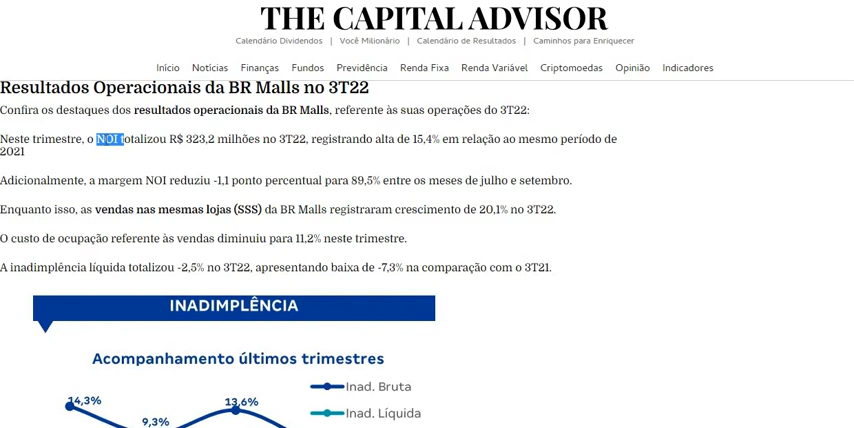 THE CAPITAL ADVISOR
Calendário Dividendos | Você Milionário | Calendário de Resultados | Caminhos para Enriquecer
Início Notícias Finanças Fundos Previdência Renda Fixa Renda Variável Criptomoedas Opinião Indicadores
Resultados Operacionais da BR Malls no 3T22
Confira os destaques dos resultados operacionais da BR Malls, referente às suas operações do 3T22:
Neste trimestre, o NOI totalizou R$ 323,2 milhões no 3T22, registrando alta de 15,4% em relação ao mesmo período de
2021
Adicionalmente, a margem NOI reduziu -1,1 ponto percentual para 89,5% entre os meses de julho e setembro.
Enquanto isso, as vendas nas mesmas lojas (SSS) da BR Malls registraram crescimento de 20,1% no 3T22.
O custo de ocupação referente às vendas diminuiu para 11,2% neste trimestre.
A inadimplência líquida totalizou -2,5% no 3T22, apresentando baixa de -7,3% na comparação com o 3T21.
INADIMPLÊNCIA
Acompanhamento últimos trimestres
Inad. Bruta
14,3%
13,6%
Inad. Líquida
9,3%